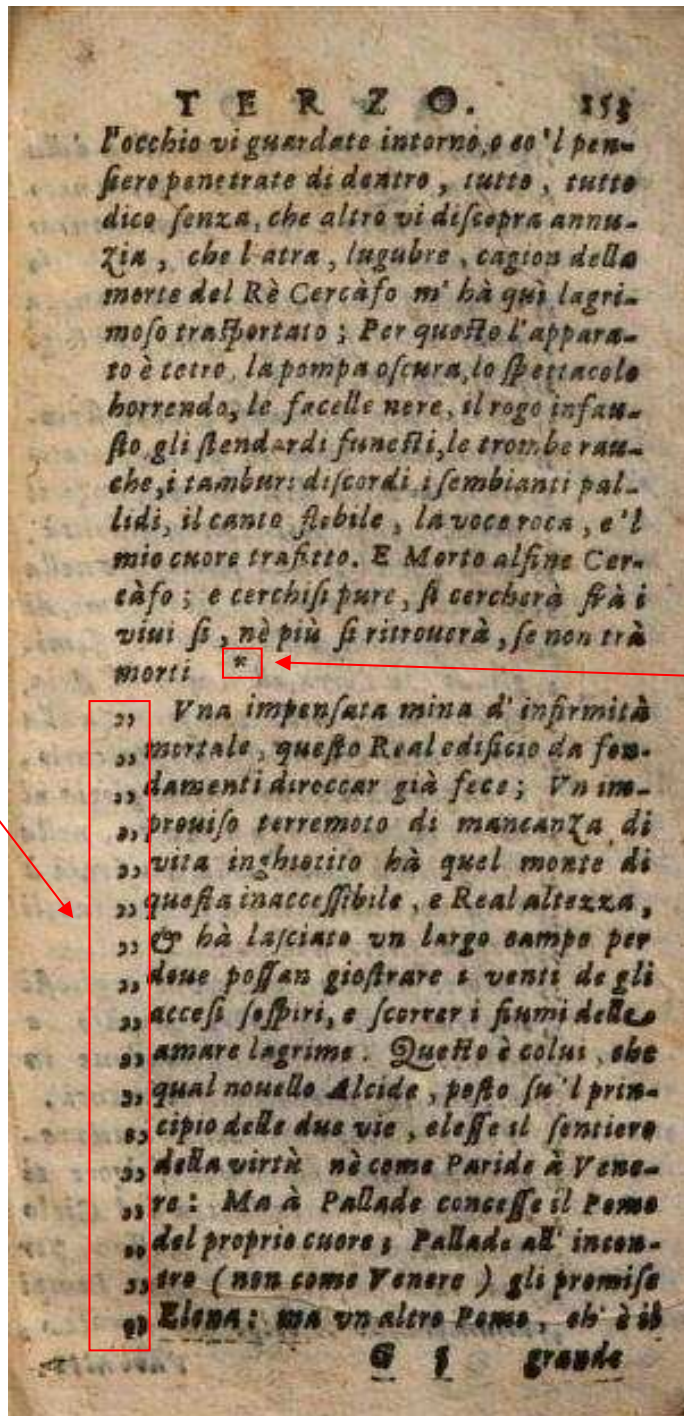 TERZO. 153
l'occhio vi guardate intorno, o co'l pen-
ſiero penetrate di dentro, tutto, tutto
dico ſenza, che altro vi diſcopra annu-
zia, che l'atra, lugubre, cagion della
morte del Rè Cercàfo m'hà quì lagri-
moſo traſportato; Per queſto l'appara-
to è tetro, la pompa oſcura, lo ſpettacolo
horrendo, le facelle nere, il rogo infau-
ſto gli ſtendardi funeſti, le trombe rau-
che, i tamburi diſcordi i ſembianti pal-
lidi, il canto flebile, la voce roca, e'l
mio cuore trafitto. E Morto alfine Cer-
càfo; e cerchiſi pure, ſi cercherà frà i
viui ſi, nè più ſi ritrouerà, ſe non trà
morti *
„ Vna impenſata mina d'infirmità
„ mortale, queſto Real edificio da fon-
„ damenti diroccar già fece; Vn im-
„ prouiſo terremoto di mancanza di
„ vita inghiotito hà quel monte di
„ queſta inacceſſibile, e Real altezza,
„ & hà laſciato vn largo campo per
„ doue poſſan gioſtrare i venti de gli
„ acceſi ſoſpiri, e ſcorrer i fiumi delle
„ amare lagrime. Queſto è colui, che
„ qual nouello Alcide, poſto ſu'l prin-
„ cipio delle due vie, eleſſe il ſentiero
„ della virtù nè come Paride à Vene-
„ re: Ma à Pallade conceſſe il Pomo
„ del proprio cuore; Pallade all'incon-
„ tro (non come Venere) gli promiſe
„ Elena: ma vn altro Pomo, ch'è il
G 5 grande